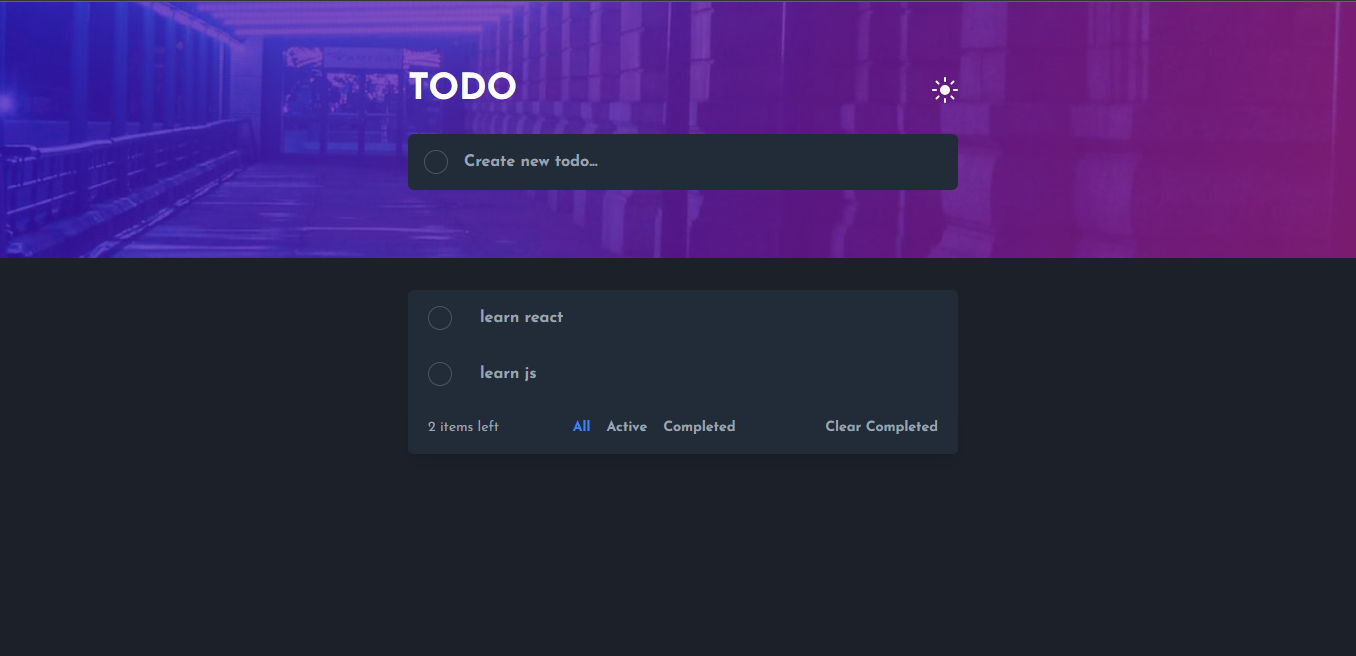 TODO
Create new todo...
learn react
learn js
2 items left All Active Completed Clear Completed